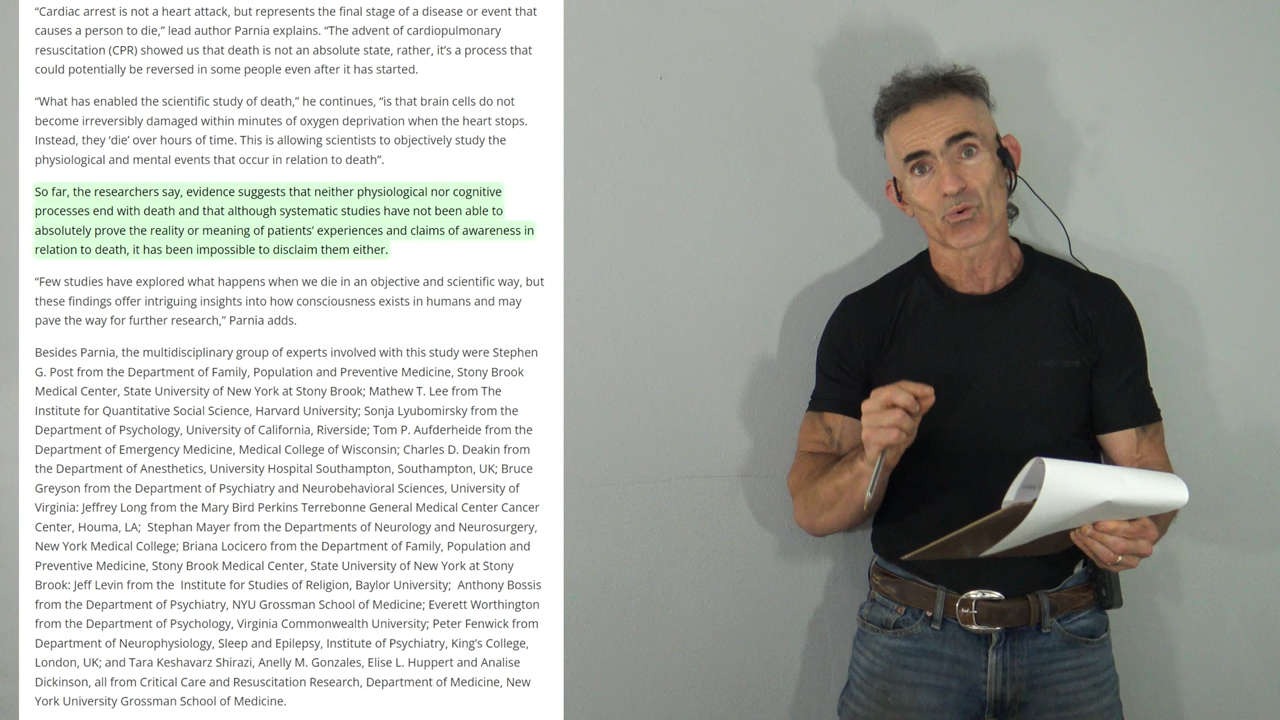 “Cardiac arrest is not a heart attack, but represents the final stage of a disease or event that
causes a person to die,” lead author Parnia explains. “The advent of cardiopulmonary
resuscitation (CPR) showed us that death is not an absolute state, rather, it’s a process that
could potentially be reversed in some people even after it has started.
“What has enabled the scientific study of death,” he continues, “is that brain cells do not
become irreversibly damaged within minutes of oxygen deprivation when the heart stops.
Instead, they ‘die’ over hours of time. This is allowing scientists to objectively study the
physiological and mental events that occur in relation to death”.
So far, the researchers say, evidence suggests that neither physiological nor cognitive
processes end with death and that although systematic studies have not been able to
absolutely prove the reality or meaning of patients’ experiences and claims of awareness in
relation to death, it has been impossible to disclaim them either.
“Few studies have explored what happens when we die in an objective and scientific way, but
these findings offer intriguing insights into how consciousness exists in humans and may
pave the way for further research,” Parnia adds.
Besides Parnia, the multidisciplinary group of experts involved with this study were Stephen
G. Post from the Department of Family, Population and Preventive Medicine, Stony Brook
Medical Center, State University of New York at Stony Brook; Mathew T. Lee from The
Institute for Quantitative Social Science, Harvard University; Sonja Lyubomirsky from the
Department of Psychology, University of California, Riverside; Tom P. Aufderheide from the
Department of Emergency Medicine, Medical College of Wisconsin; Charles D. Deakin from
the Department of Anesthetics, University Hospital Southampton, Southampton, UK; Bruce
Greyson from the Department of Psychiatry and Neurobehavioral Sciences, University of
Virginia: Jeffrey Long from the Mary Bird Perkins Terrebonne General Medical Center Cancer
Center, Houma, LA;  Stephan Mayer from the Departments of Neurology and Neurosurgery,
New York Medical College; Briana Locicero from the Department of Family, Population and
Preventive Medicine, Stony Brook Medical Center, State University of New York at Stony
Brook: Jeff Levin from the  Institute for Studies of Religion, Baylor University;  Anthony Bossis
from the Department of Psychiatry, NYU Grossman School of Medicine; Everett Worthington
from the Department of Psychology, Virginia Commonwealth University; Peter Fenwick from
Department of Neurophysiology, Sleep and Epilepsy, Institute of Psychiatry, King’s College,
London, UK; and Tara Keshavarz Shirazi, Anelly M. Gonzales, Elise L. Huppert and Analise
Dickinson, all from Critical Care and Resuscitation Research, Department of Medicine, New
York University Grossman School of Medicine.